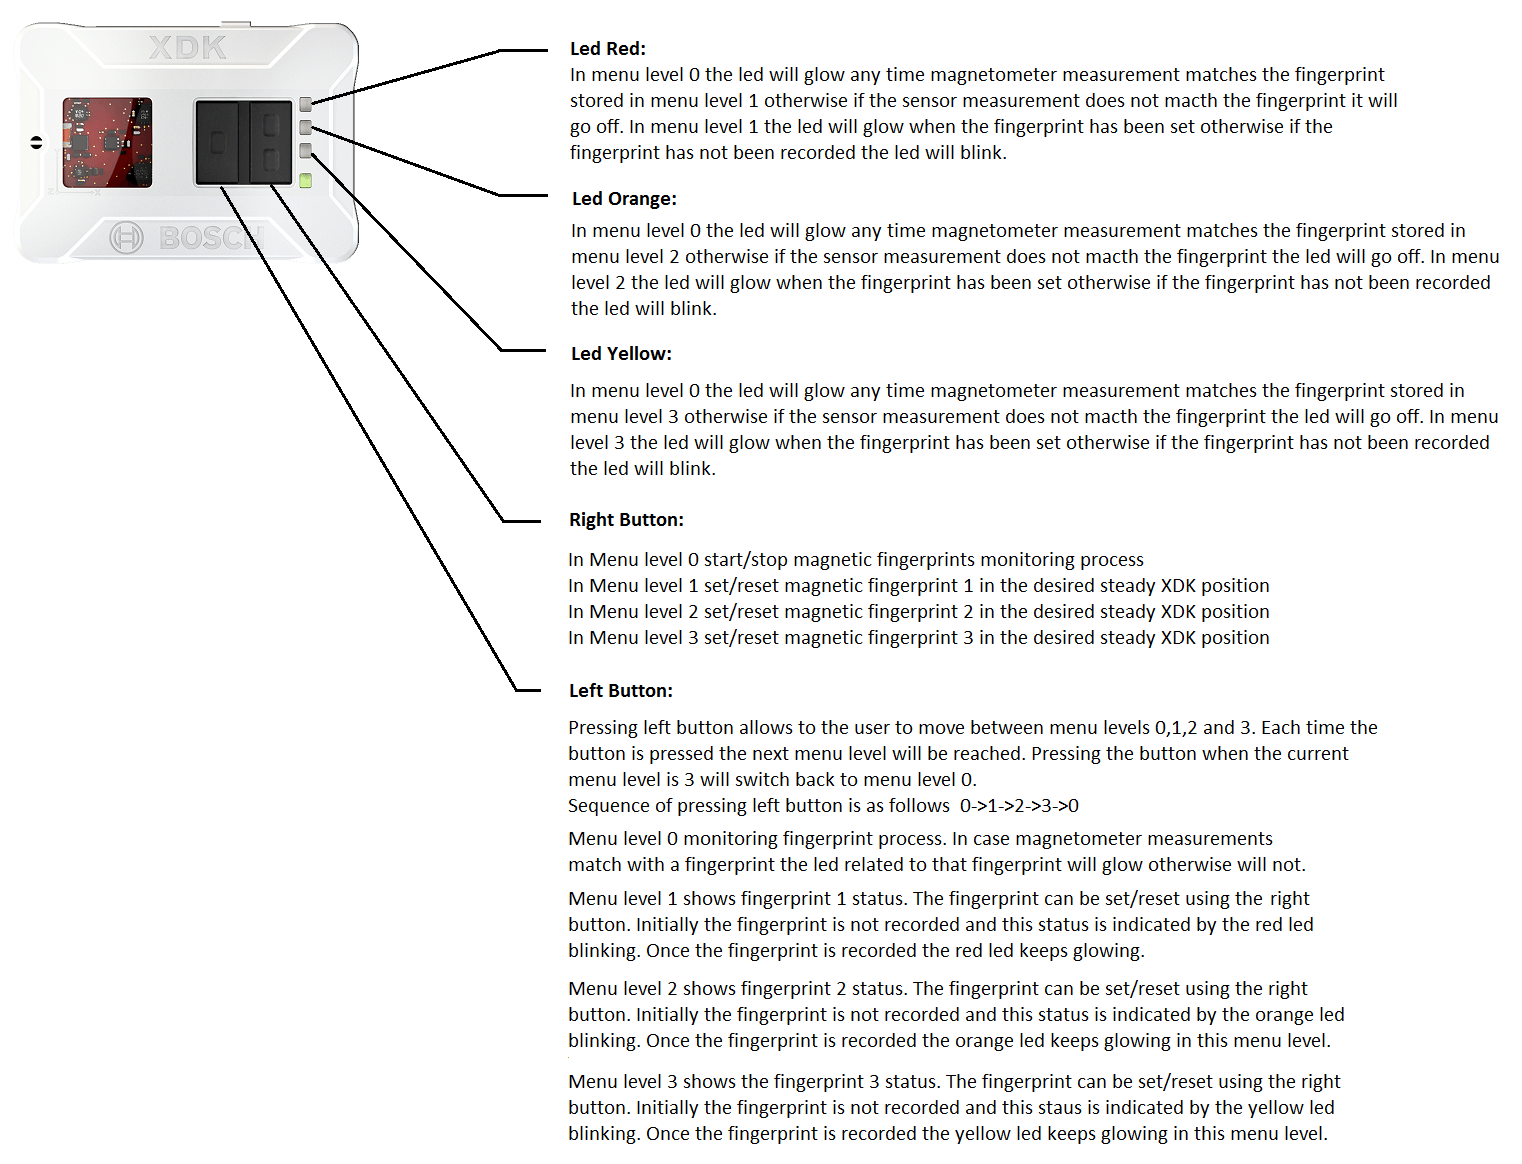 XDK
BOSCH
Led Red:
In menu level 0 the led will glow any time magnetometer measurement matches the fingerprint
stored in menu level 1 otherwise if the sensor measurement does not macth the fingerprint it will
go off. In menu level 1 the led will glow when the fingerprint has been set otherwise if the
fingerprint has not been recorded the led will blink.
Led Orange:
In menu level 0 the led will glow any time magnetometer measurement matches the fingerprint stored in
menu level 2 otherwise if the sensor measurement does not macth the fingerprint the led will go off. In menu
level 2 the led will glow when the fingerprint has been set otherwise if the fingerprint has not been recorded
the led will blink.
Led Yellow:
In menu level 0 the led will glow any time magnetometer measurement matches the fingerprint stored in
menu level 3 otherwise if the sensor measurement does not macth the fingerprint the led will go off. In menu
level 3 the led will glow when the fingerprint has been set otherwise if the fingerprint has not been recorded
the led will blink.
Right Button:
In Menu level 0 start/stop magnetic fingerprints monitoring process
In Menu level 1 set/reset magnetic fingerprint 1 in the desired steady XDK position
In Menu level 2 set/reset magnetic fingerprint 2 in the desired steady XDK position
In Menu level 3 set/reset magnetic fingerprint 3 in the desired steady XDK position
Left Button:
Pressing left button allows to the user to move between menu levels 0,1,2 and 3. Each time the
button is pressed the next menu level will be reached. Pressing the button when the current
menu level is 3 will switch back to menu level 0.
Sequence of pressing left button is as follows  0->1->2->3->0
Menu level 0 monitoring fingerprint process. In case magnetometer measurements
match with a fingerprint the led related to that fingerprint will glow otherwise will not.
Menu level 1 shows fingerprint 1 status. The fingerprint can be set/reset using the right
button. Initially the fingerprint is not recorded and this status is indicated by the red led
blinking. Once the fingerprint is recorded the red led keeps glowing.
Menu level 2 shows fingerprint 2 status. The fingerprint can be set/reset using the right
button. Initially the fingerprint is not recorded and this status is indicated by the orange led
blinking. Once the fingerprint is recorded the orange led keeps glowing in this menu level.
Menu level 3 shows the fingerprint 3 status. The fingerprint can be set/reset using the right
button. Initially the fingerprint is not recorded and this staus is indicated by the yellow led
blinking. Once the fingerprint is recorded the yellow led keeps glowing in this menu level.